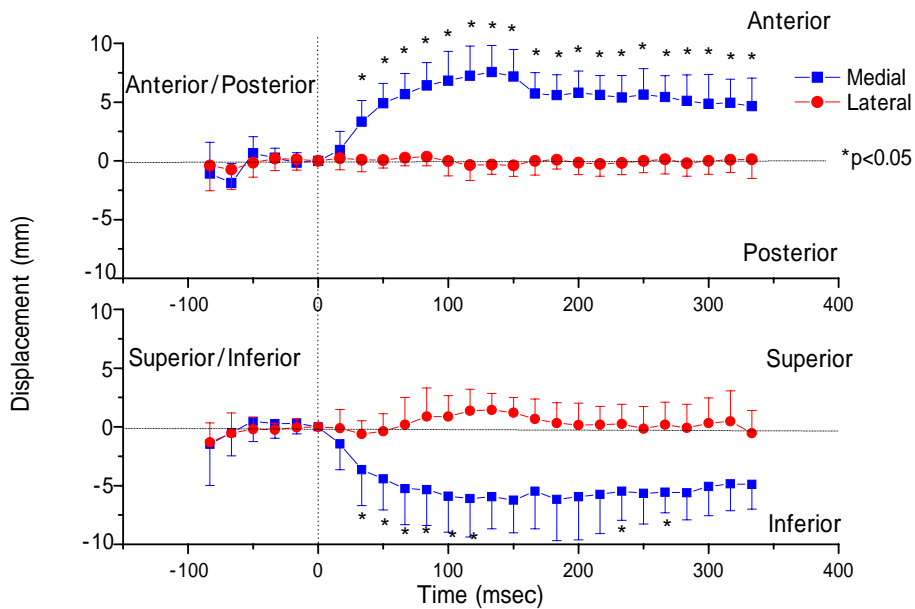 10
Anterior
* * * * * * * * * * * * * * * * * * *
Anterior/Posterior
Medial
5
Lateral
0
*p<0.05
-5
Posterior
-10
-100 0 100 200 300 400
Displacement (mm)
10
Superior/Inferior
Superior
5
0
-5
* * * * * * * *
Inferior
-10
-100 0 100 200 300 400
Time (msec)